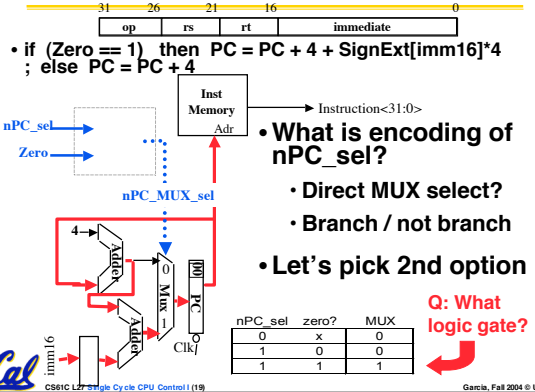 31 26 21 16 0
op rs rt immediate
• if (Zero == 1) then PC = PC + 4 + SignExt[imm16]*4
; else PC = PC + 4
Inst
Memory
Adr
Instruction<31:0>
nPC_sel
Zero
nPC_MUX_sel
• What is encoding of
nPC_sel?
• Direct MUX select?
• Branch / not branch
• Let's pick 2nd option
4
Adder
0
Mux
1
00
PC
Adder
imm16
Clk
nPC_sel zero? MUX
0 x 0
1 0 0
1 1 1
Q: What
logic gate?
Cal
CS61C L27 Single Cycle CPU Control I (19)
Garcia, Fall 2004 © U